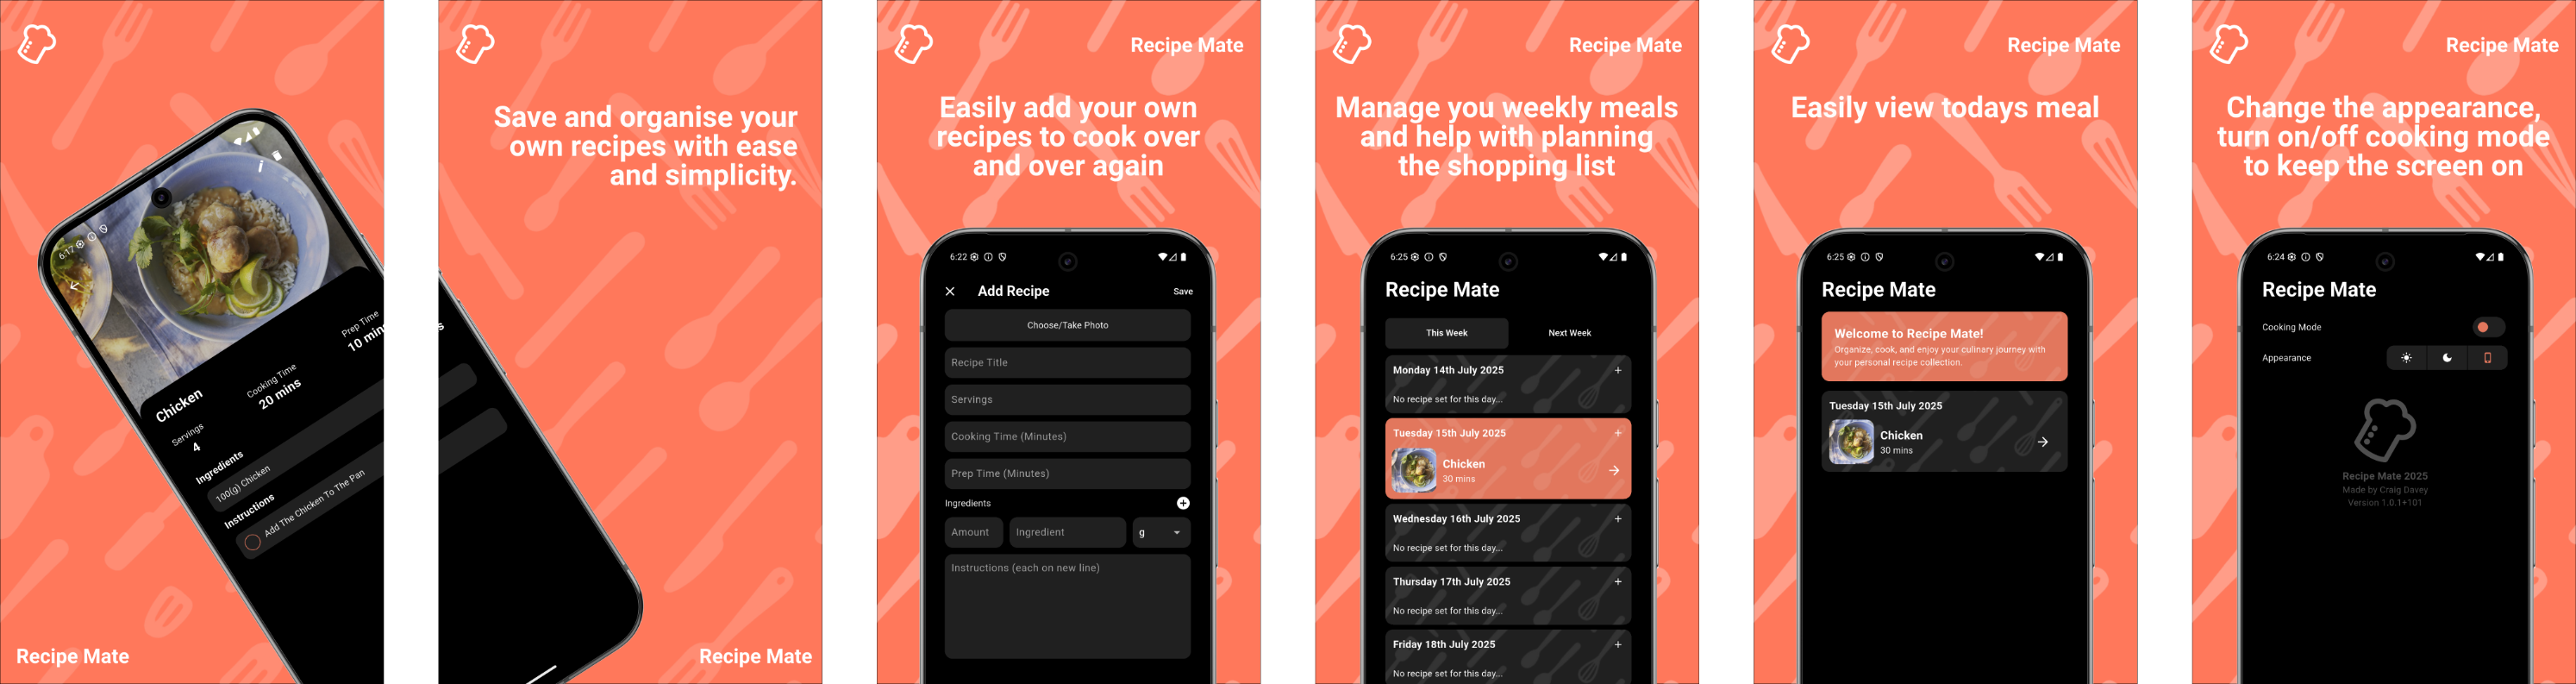 6:17
Chicken
Servings
4
Cooking Time
20 mins
Prep Time
10 mins
Ingredients
100(g) Chicken
Instructions
Add The Chicken To The Pan
Recipe Mate
Save and organise your
own recipes with ease
and simplicity.
Recipe Mate
Recipe Mate
Easily add your own
recipes to cook over
and over again
6:22
Add Recipe
Save
Choose/Take Photo
Recipe Title
Servings
Cooking Time (Minutes)
Prep Time (Minutes)
Ingredients
Amount
Ingredient
g
Instructions (each on new line)
Recipe Mate
Manage you weekly meals
and help with planning
the shopping list
6:25
Recipe Mate
This Week
Next Week
Monday 14th July 2025
No recipe set for this day...
Tuesday 15th July 2025
Chicken
30 mins
Wednesday 16th July 2025
No recipe set for this day...
Thursday 17th July 2025
No recipe set for this day...
Friday 18th July 2025
No recipe set for this day...
Recipe Mate
Easily view todays meal
6:25
Recipe Mate
Welcome to Recipe Mate!
Organize, cook, and enjoy your culinary journey with
your personal recipe collection.
Tuesday 15th July 2025
Chicken
30 mins
Recipe Mate
Change the appearance,
turn on/off cooking mode
to keep the screen on
6:24
Recipe Mate
Cooking Mode
Appearance
Recipe Mate 2025
Made by Craig Davey
Version 1.0.1+101